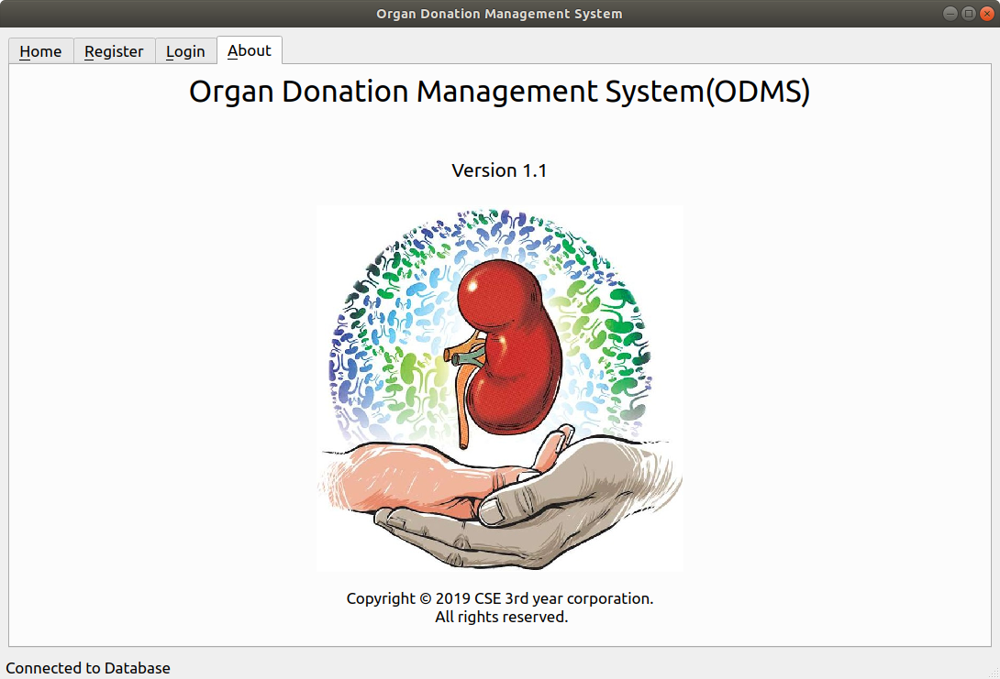 Organ Donation Management System
Home Register Login About
Organ Donation Management System(ODMS)
Version 1.1
Copyright © 2019 CSE 3rd year corporation.
All rights reserved.
Connected to Database